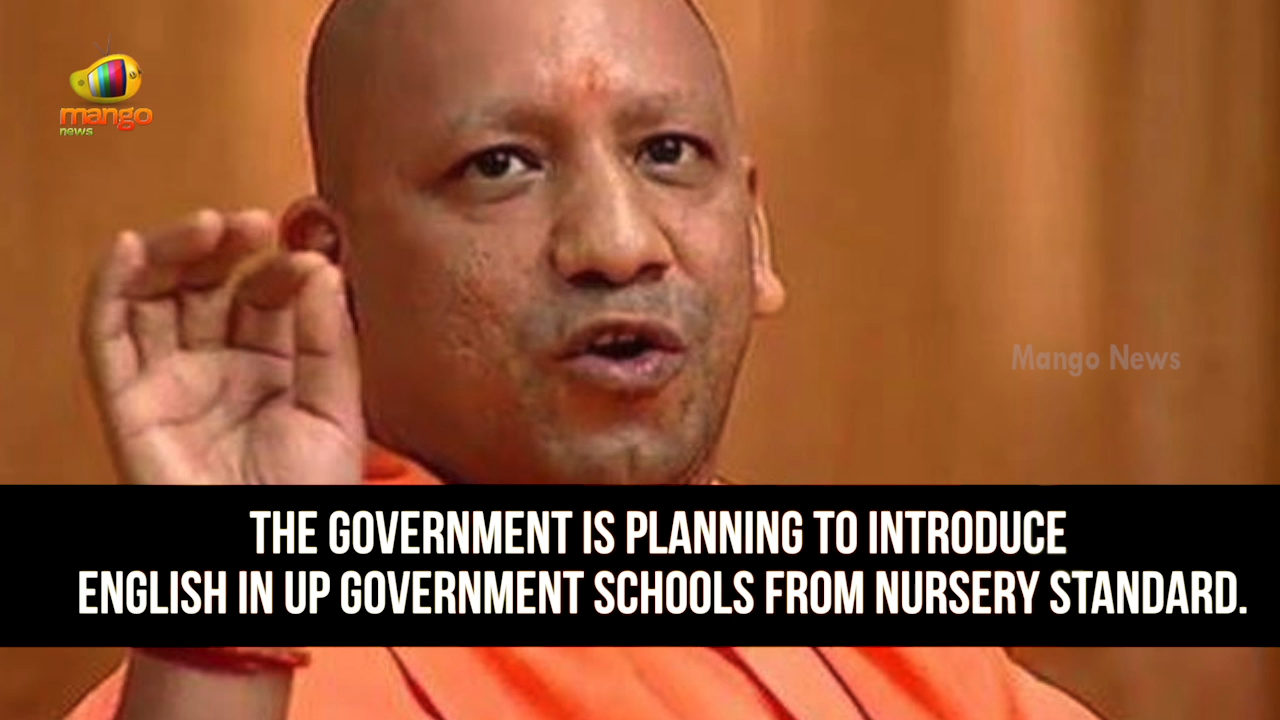 mango
news
Mango News
THE GOVERNMENT IS PLANNING TO INTRODUCE
ENGLISH IN UP GOVERNMENT SCHOOLS FROM NURSERY STANDARD.